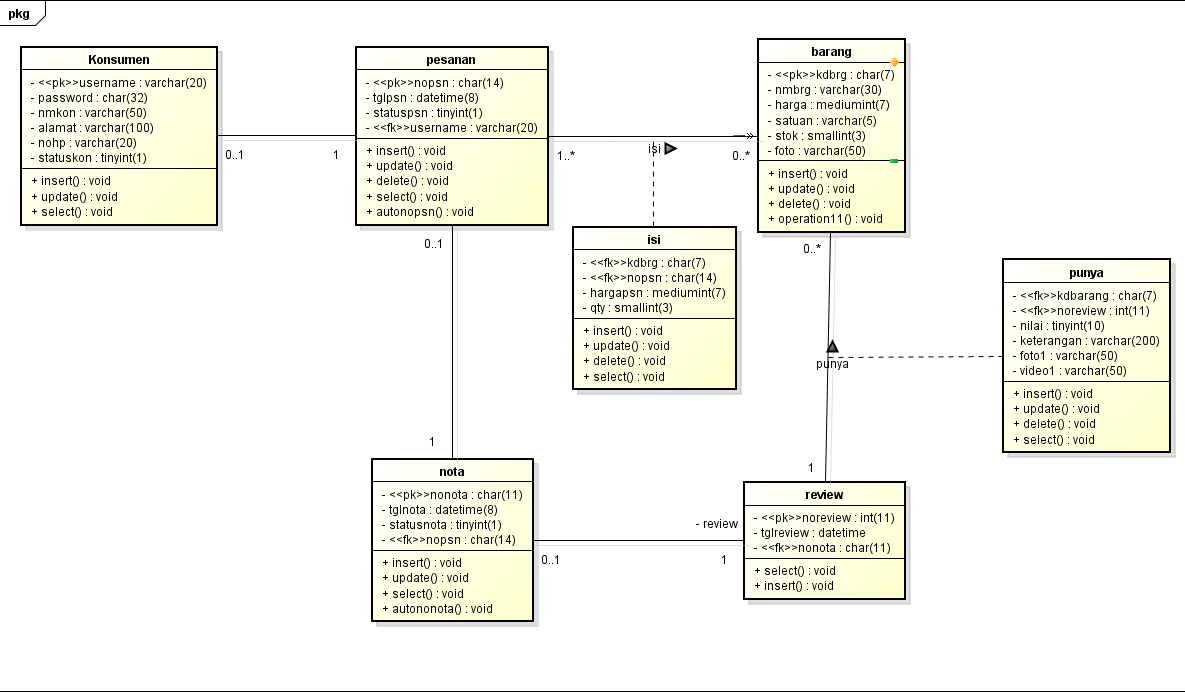 pkg
Konsumen
- <<pk>>username : varchar(20)
- password : char(32)
- nmkon : varchar(50)
- alamat : varchar(100)
- nohp : varchar(20)
- statuskon : tinyint(1)
+ insert() : void
+ update() : void
+ select() : void
0..1
1
pesanan
- <<pk>>nopsn : char(14)
- tglpsn : datetime(8)
- statuspsn : tinyint(1)
- <<fk>>username : varchar(20)
+ insert() : void
+ update() : void
+ delete() : void
+ select() : void
+ autonopsn() : void
1..*
isi
0..*
barang
- <<pk>>kdbrg : char(7)
- nmbrg : varchar(30)
- harga : mediumint(7)
- satuan : varchar(5)
- stok : smallint(3)
- foto : varchar(50)
+ insert() : void
+ update() : void
+ delete() : void
+ operation11() : void
isi
- <<fk>>kdbrg : char(7)
- <<fk>>nopsn : char(14)
- hargapsn : mediumint(7)
- qty : smallint(3)
+ insert() : void
+ update() : void
+ delete() : void
+ select() : void
0..1
0..*
punya
punya
- <<fk>>kdbarang : char(7)
- <<fk>>noreview : int(11)
- nilai : tinyint(10)
- keterangan : varchar(200)
- foto1 : varchar(50)
- video1 : varchar(50)
+ insert() : void
+ update() : void
+ delete() : void
+ select() : void
1
1
nota
- <<pk>>nonota : char(11)
- tglnota : datetime(8)
- statusnota : tinyint(1)
- <<fk>>nopsn : char(14)
+ insert() : void
+ update() : void
+ select() : void
+ autononota() : void
0..1
- review
1
review
- <<pk>>noreview : int(11)
- tglreview : datetime
- <<fk>>nonota : char(11)
+ select() : void
+ insert() : void